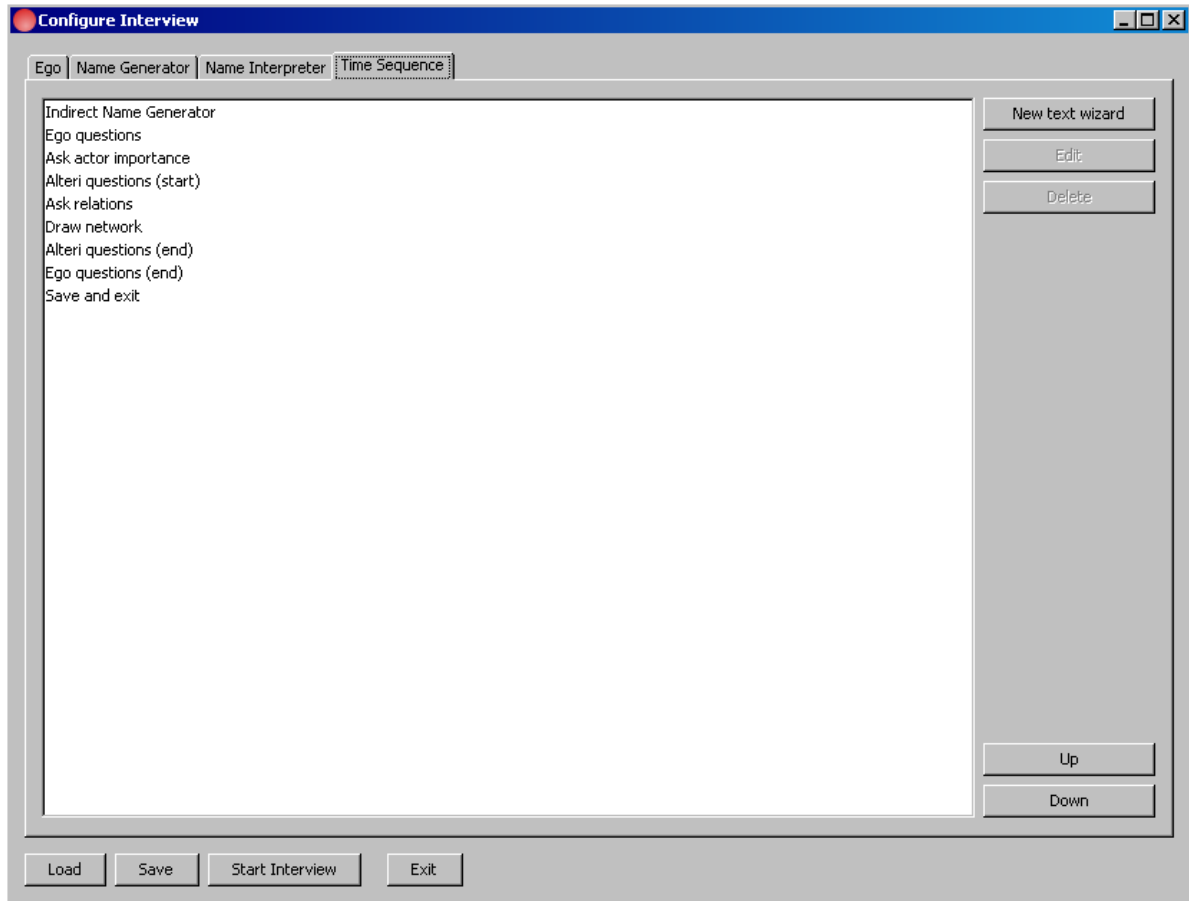 Configure Interview
Ego Name Generator Name Interpreter Time Sequence
Indirect Name Generator
Ego questions
Ask actor importance
Alteri questions (start)
Ask relations
Draw network
Alteri questions (end)
Ego questions (end)
Save and exit
New text wizard
Edit
Delete
Up
Down
Load Save Start Interview Exit